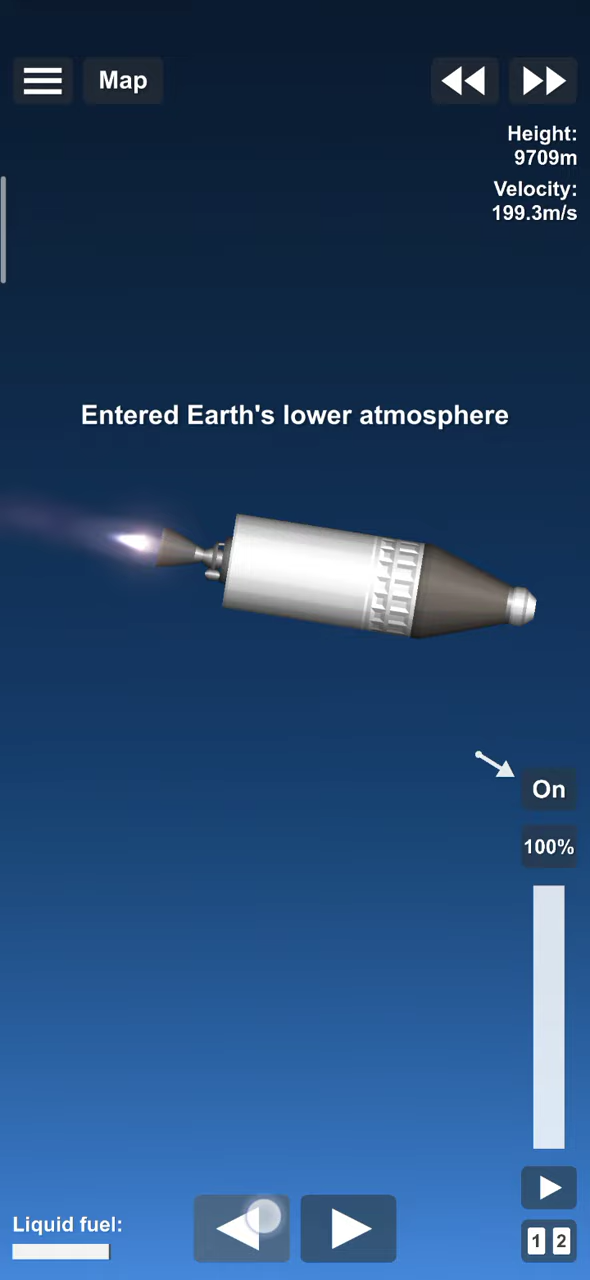 Map
Height:
9709m
Velocity:
199.3m/s
Entered Earth's lower atmosphere
On
100%
Liquid fuel:
1 2